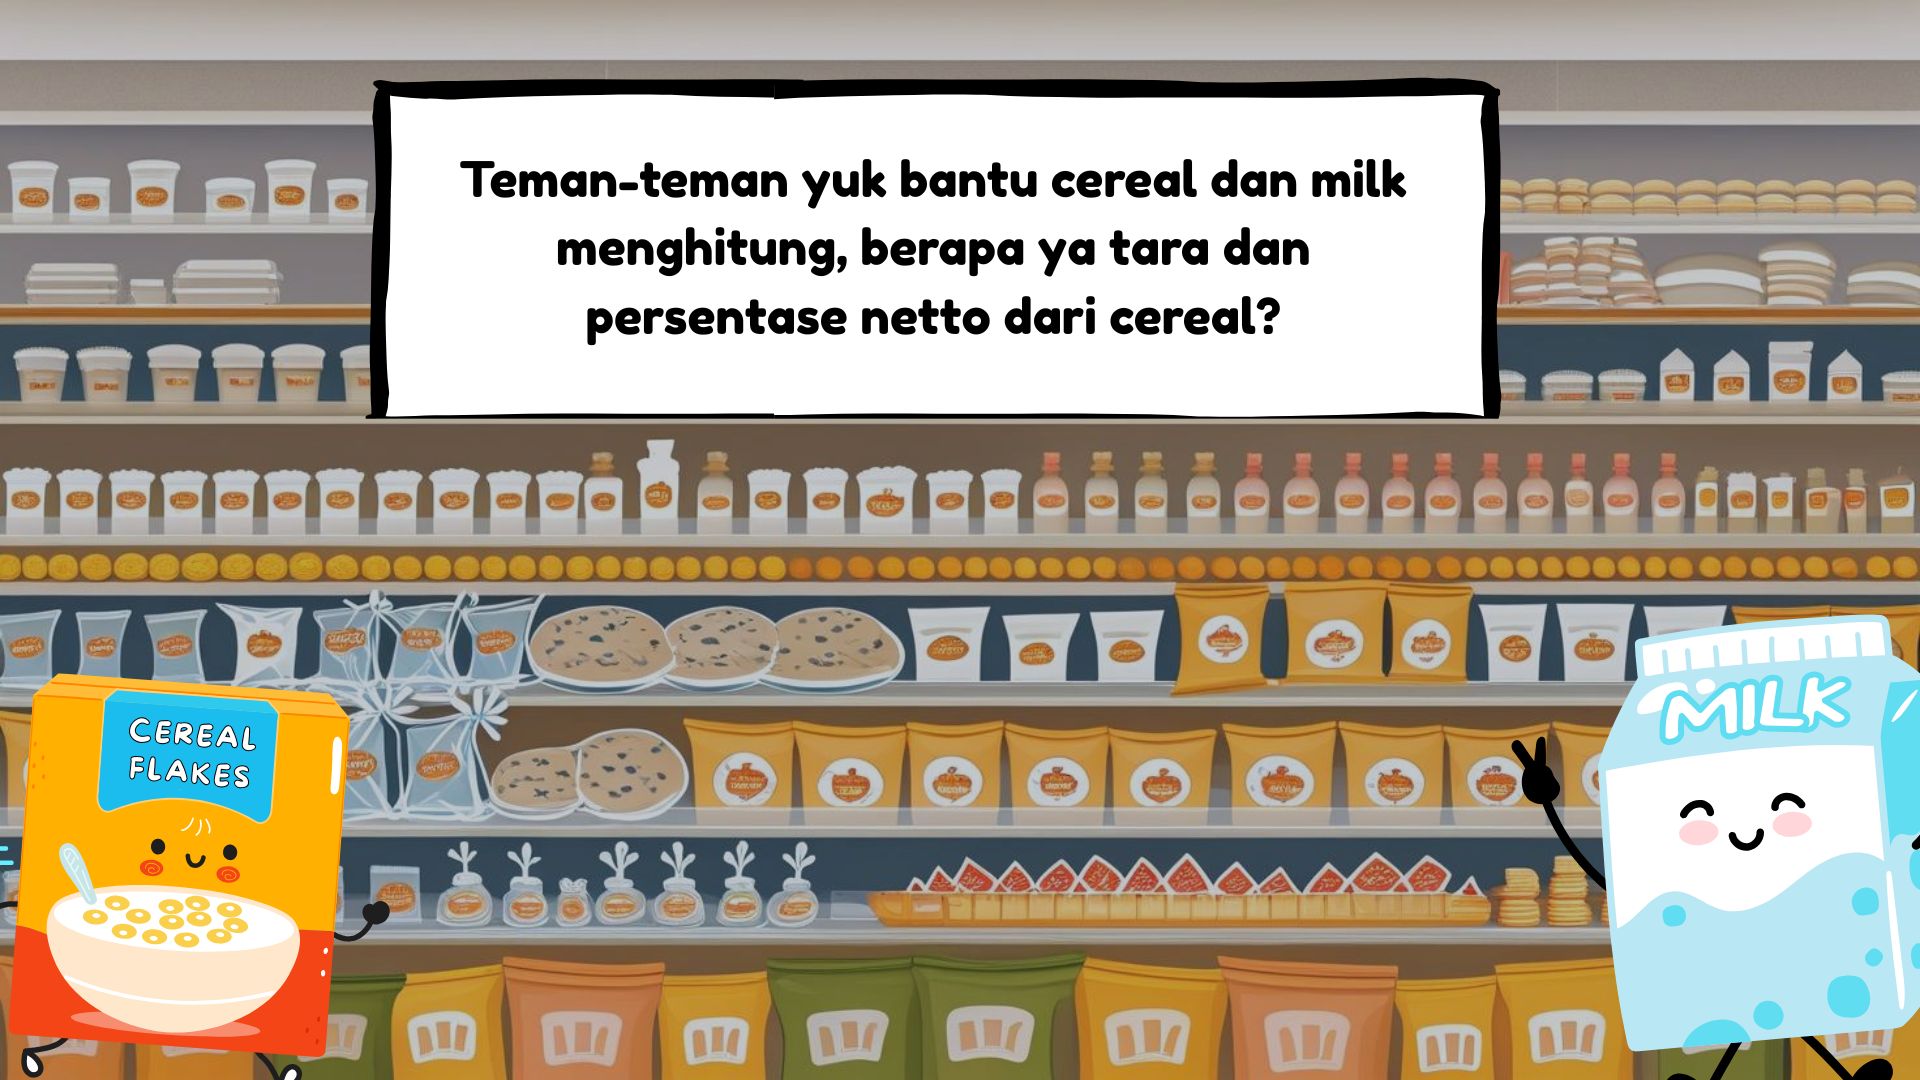 Teman-teman yuk bantu cereal dan milk
menghitung, berapa ya tara dan
persentase netto dari cereal?
CEREAL
FLAKES
MILK